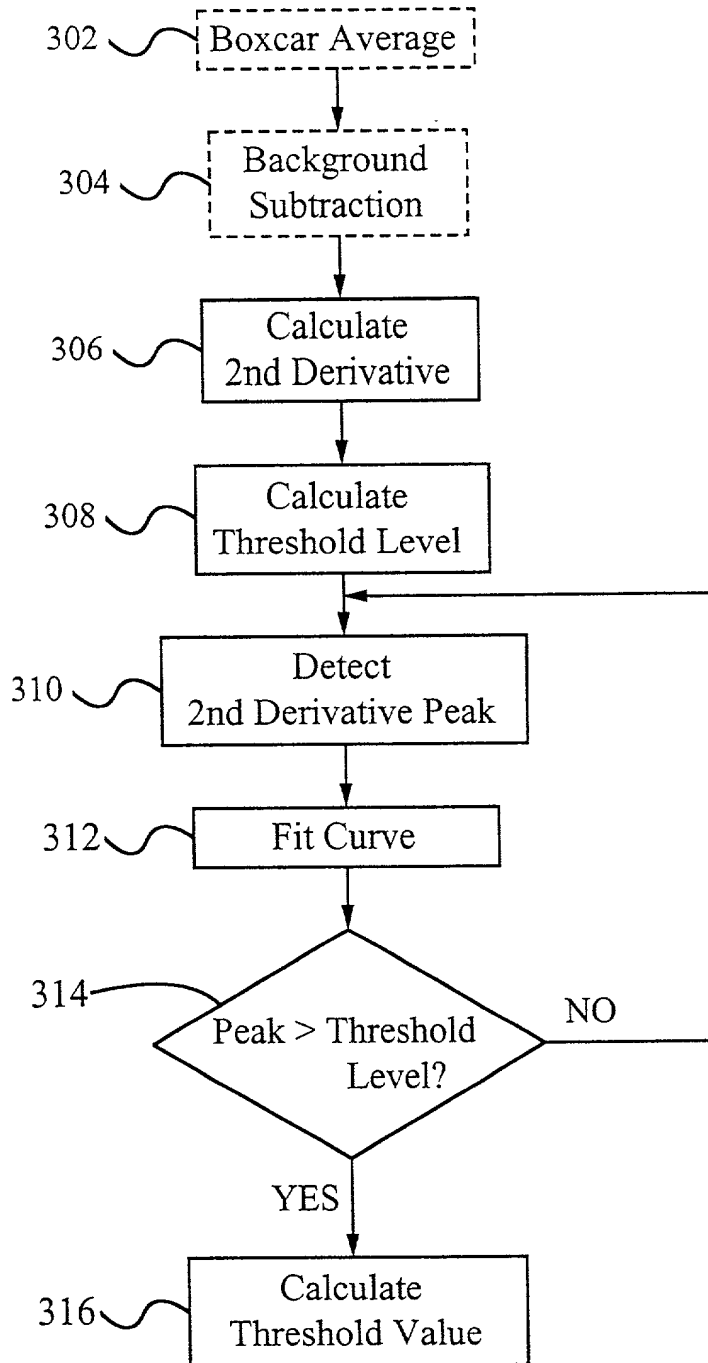 302
Boxcar Average
304
Background
Subtraction
306
Calculate
2nd Derivative
308
Calculate
Threshold Level
310
Detect
2nd Derivative Peak
312
Fit Curve
314
Peak > Threshold
Level?
NO
YES
316
Calculate
Threshold Value